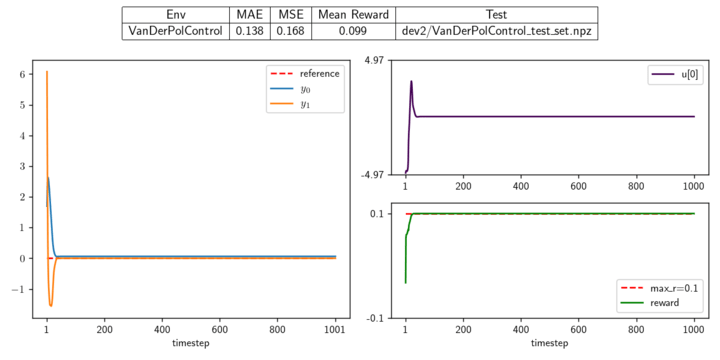 Env MAE MSE Mean Reward Test
VanDerPolControl 0.138 0.168 0.099 dev2/VanDerPolControl_test_set.npz
6
5
4
3
2
1
0
−1
reference
y0
y1
1 200 400 600 800 1001
timestep
4.97
-4.97
u[0]
1 200 400 600 800 1000
0.1
-0.1
max_r=0.1
reward
1 200 400 600 800 1000
timestep